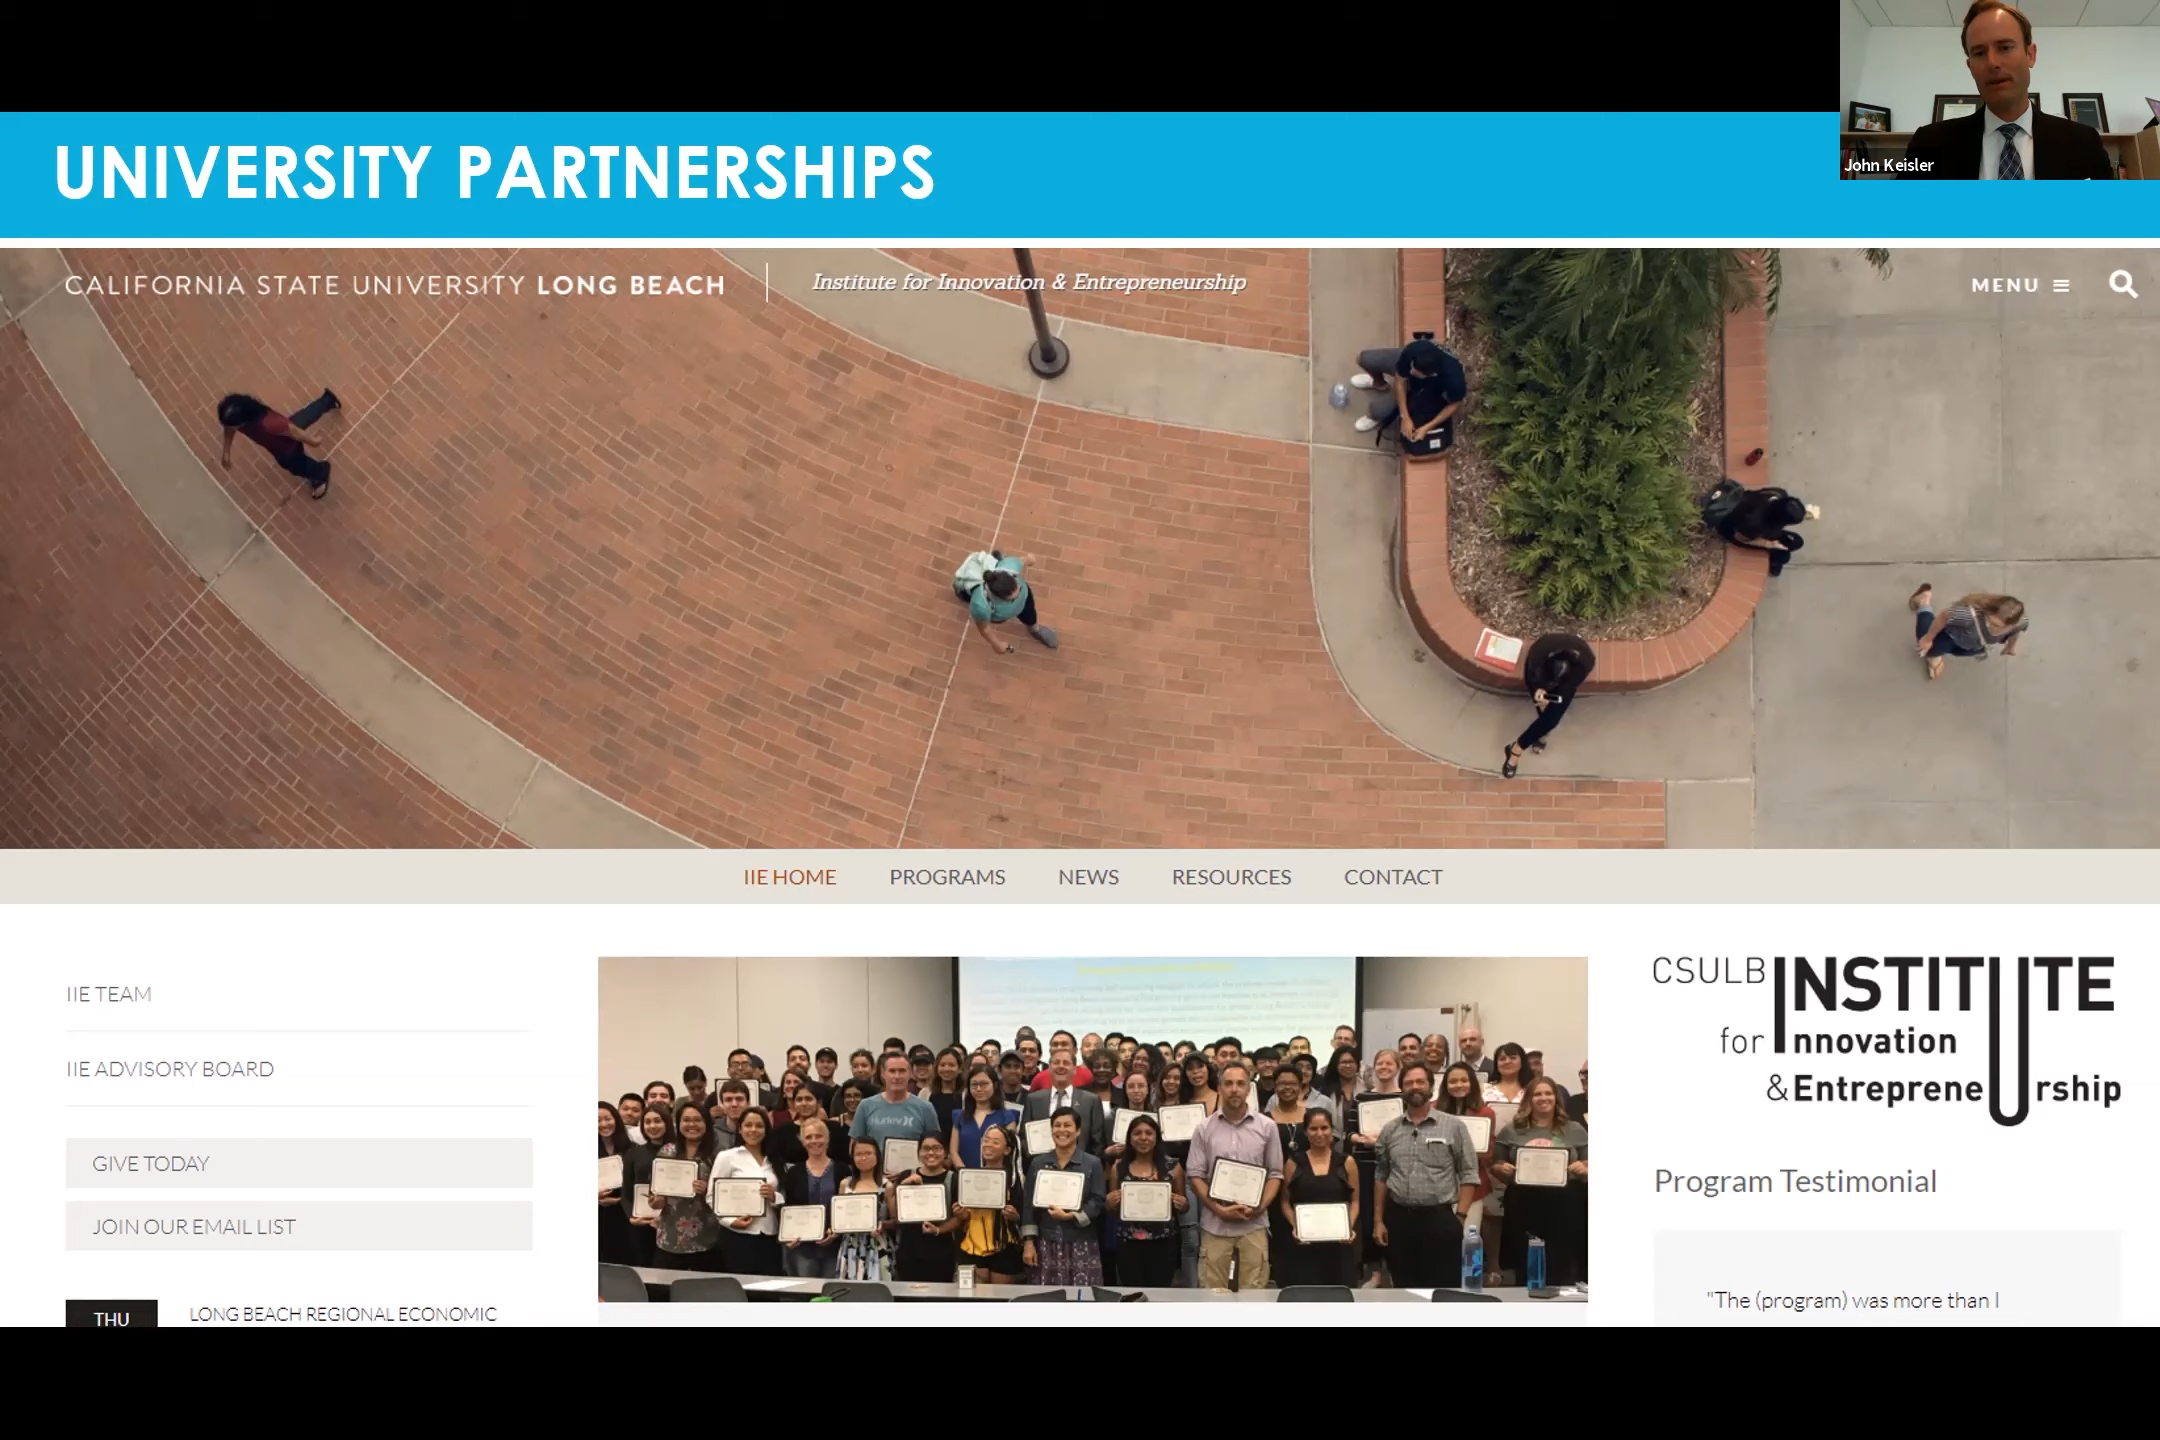 John Keisler
UNIVERSITY PARTNERSHIPS
CALIFORNIA STATE UNIVERSITY LONG BEACH
Institute for Innovation & Entrepreneurship
MENU
IIE HOME
PROGRAMS
NEWS
RESOURCES
CONTACT
IIE TEAM
IIE ADVISORY BOARD
GIVE TODAY
JOIN OUR EMAIL LIST
THU
LONG BEACH REGIONAL ECONOMIC
Hurley
CSULB INSTITUTE
for Innovation
& Entrepreneurship
Program Testimonial
"The (program) was more than I